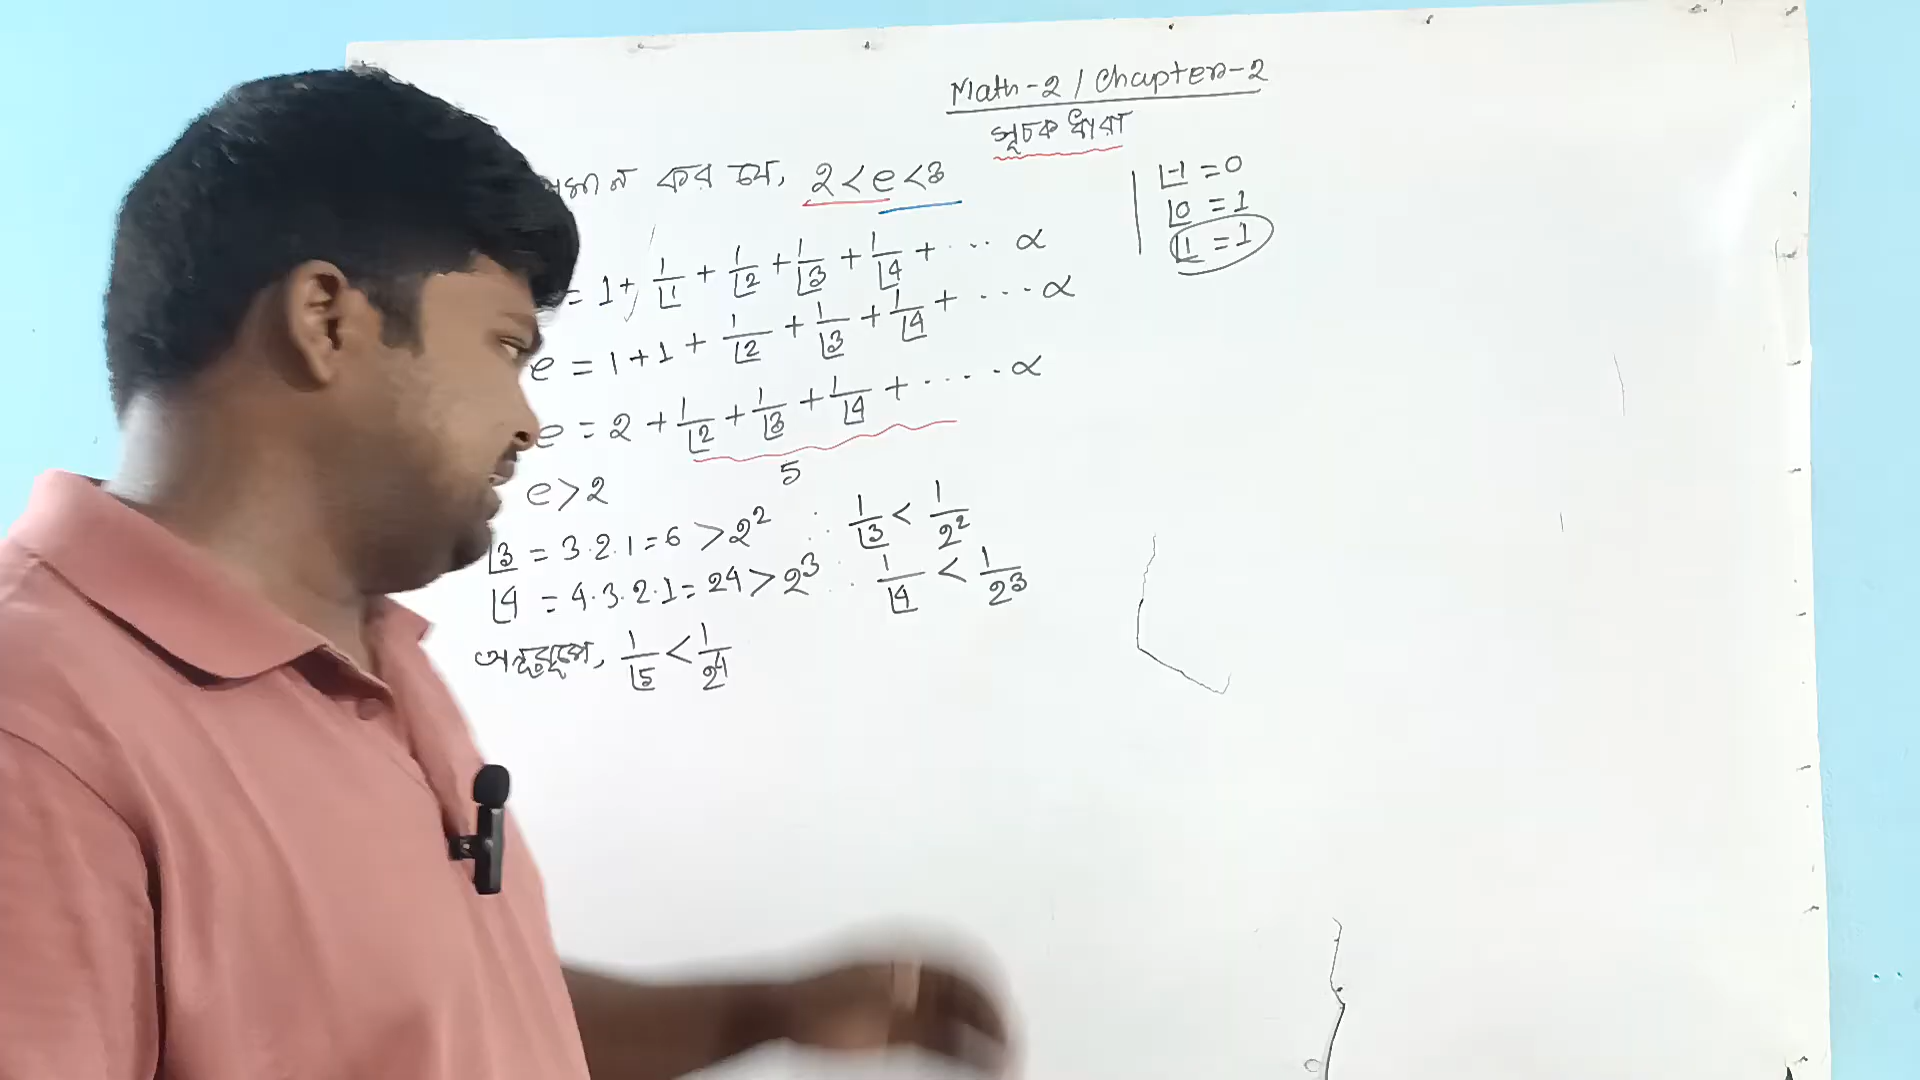 Math-2 / Chapter-2
সূচক ধারা
প্রমান কর যে, 2 < e < 3
∟-1 = 0
∟0 = 1
∟1 = 1
= 1 + 1/∟1 + 1/∟2 + 1/∟3 + 1/∟4 + ... α
e = 1 + 1 + 1/∟2 + 1/∟3 + 1/∟4 + .... α
e = 2 + 1/∟2 + 1/∟3 + 1/∟4 + ..... α
5
e > 2
∟3 = 3·2·1 = 6 > 2² ∴ 1/∟3 < 1/2²
∟4 = 4·3·2·1 = 24 > 2³ ∴ 1/∟4 < 1/2³
অনুরূপে, 1/∟5 < 1/2⁴